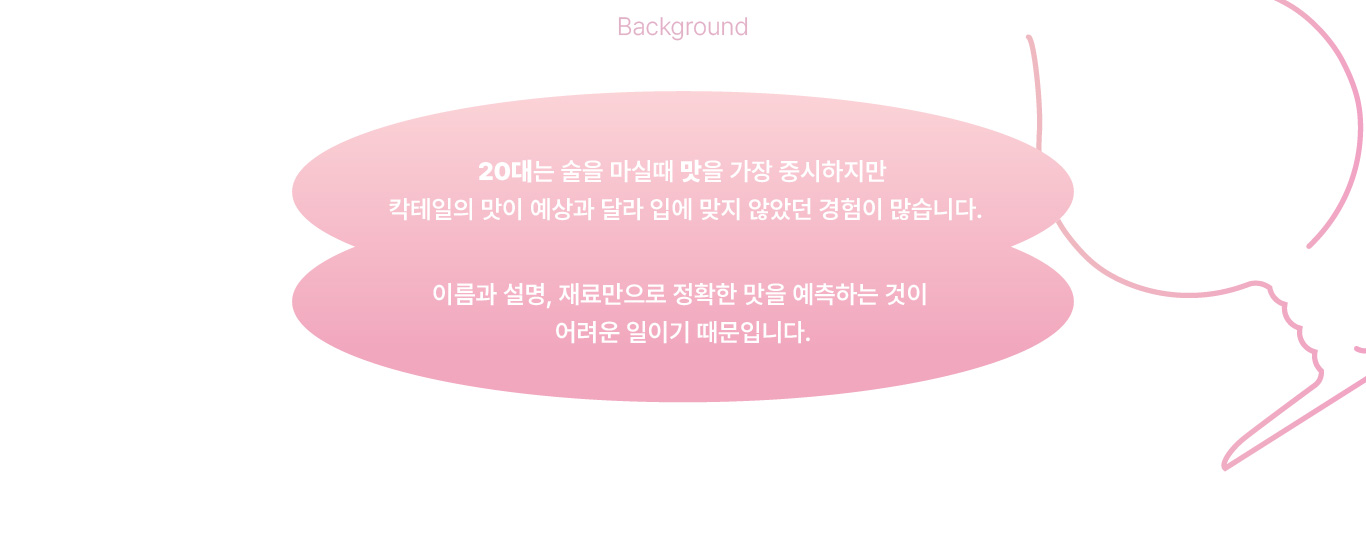 Background
20대는 술을 마실때 맛을 가장 중시하지만
칵테일의 맛이 예상과 달라 입에 맞지 않았던 경험이 많습니다.
이름과 설명, 재료만으로 정확한 맛을 예측하는 것이
어려운 일이기 때문입니다.